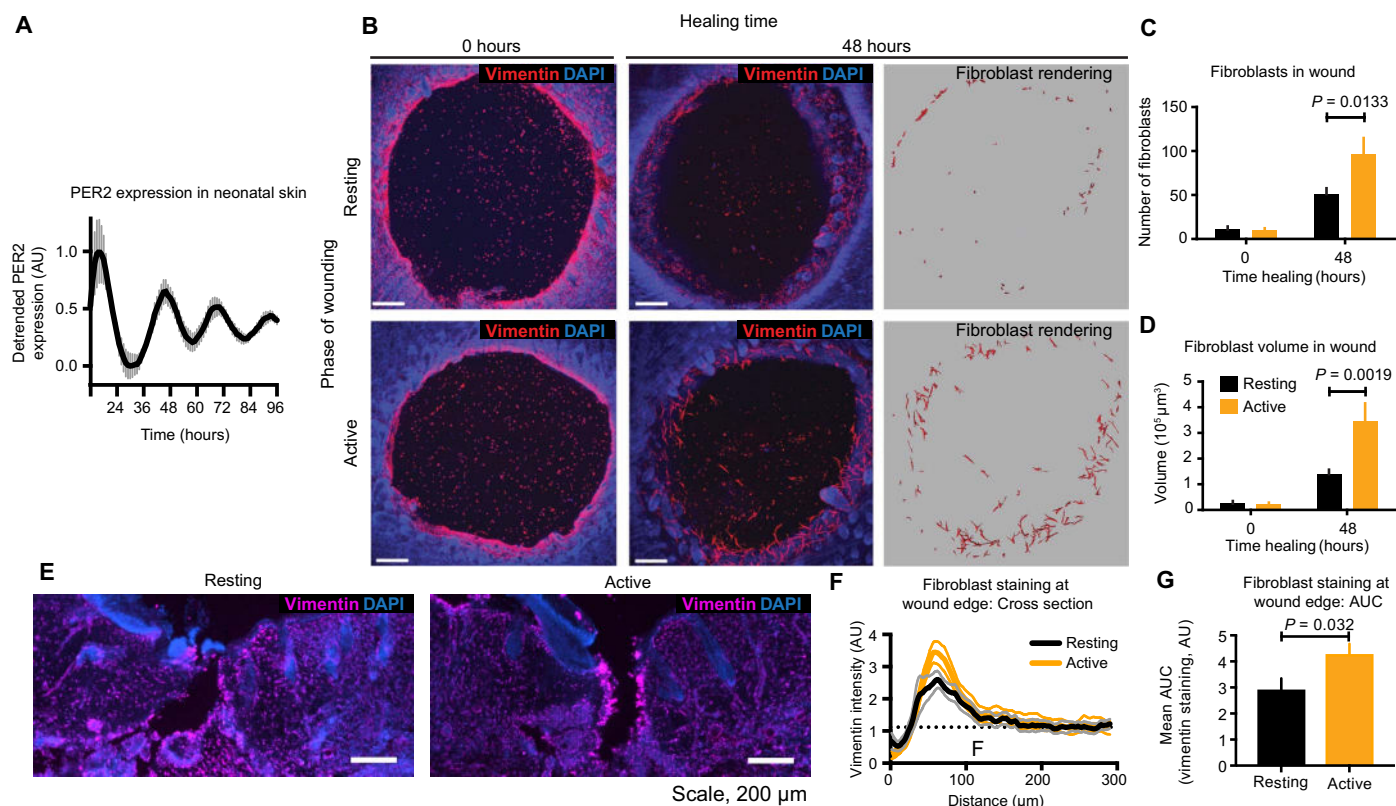 A
PER2 expression in neonatal skin
Detrended PER2
expression (AU)
1.0
0.5
0.0
24 36 48 60 72 84 96
Time (hours)
B
Healing time
0 hours
48 hours
Phase of wounding
Resting
Vimentin DAPI
Vimentin DAPI
Fibroblast rendering
Active
Vimentin DAPI
Vimentin DAPI
Fibroblast rendering
C
Fibroblasts in wound
P = 0.0133
Number of fibroblasts
150
100
50
0
0 48
Time healing (hours)
D
Fibroblast volume in wound
P = 0.0019
Resting
Active
Volume (10⁵ µm³)
5
4
3
2
1
0
0 48
Time healing (hours)
E
Resting
Vimentin DAPI
Active
Vimentin DAPI
Scale, 200 µm
F
Fibroblast staining at
wound edge: Cross section
Resting
Active
Vimentin intensity (AU)
4
3
2
1
0
F
0 100 200 300
Distance (µm)
G
Fibroblast staining at
wound edge: AUC
P = 0.032
Mean AUC
(vimentin staining, AU)
5
4
3
2
1
0
Resting Active